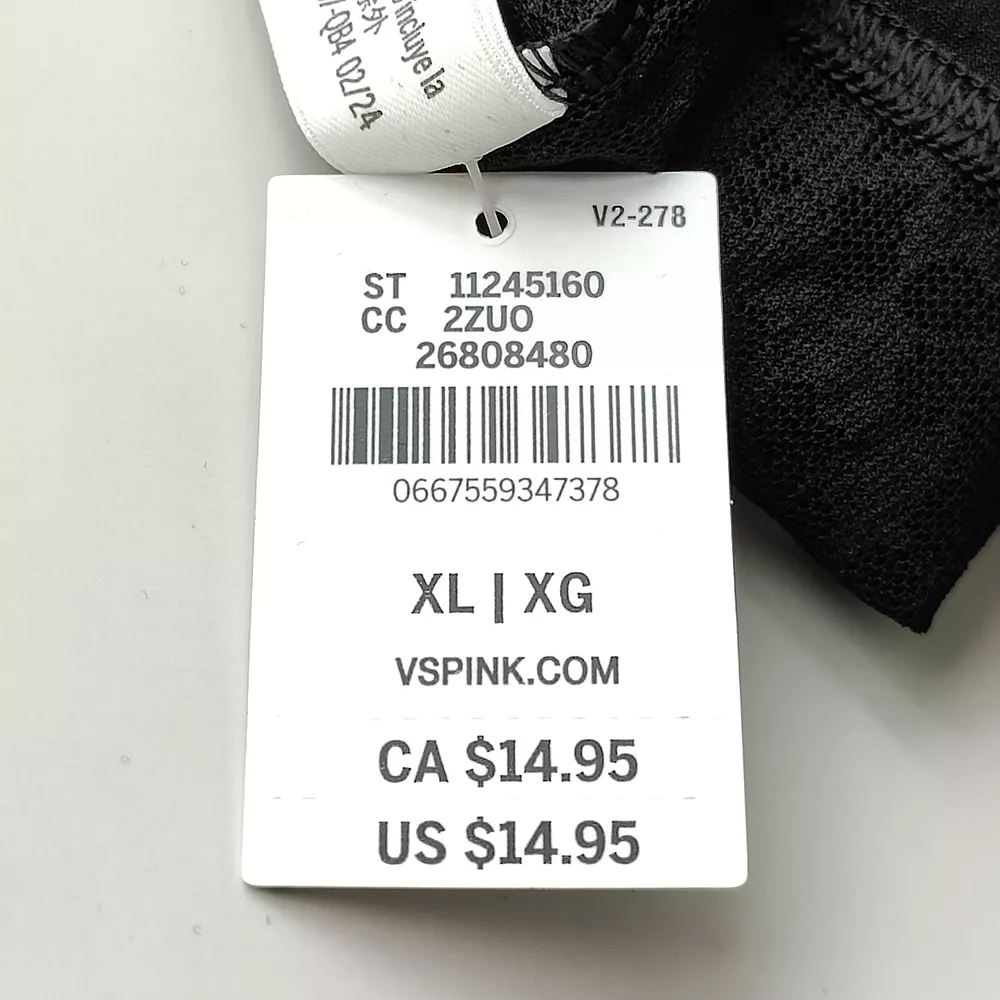 incluye la
外
-QB4 02/24
V2-278
ST 11245160
CC 2ZUO
26808480
0667559347378
XL | XG
VSPINK.COM
CA $14.95
US $14.95